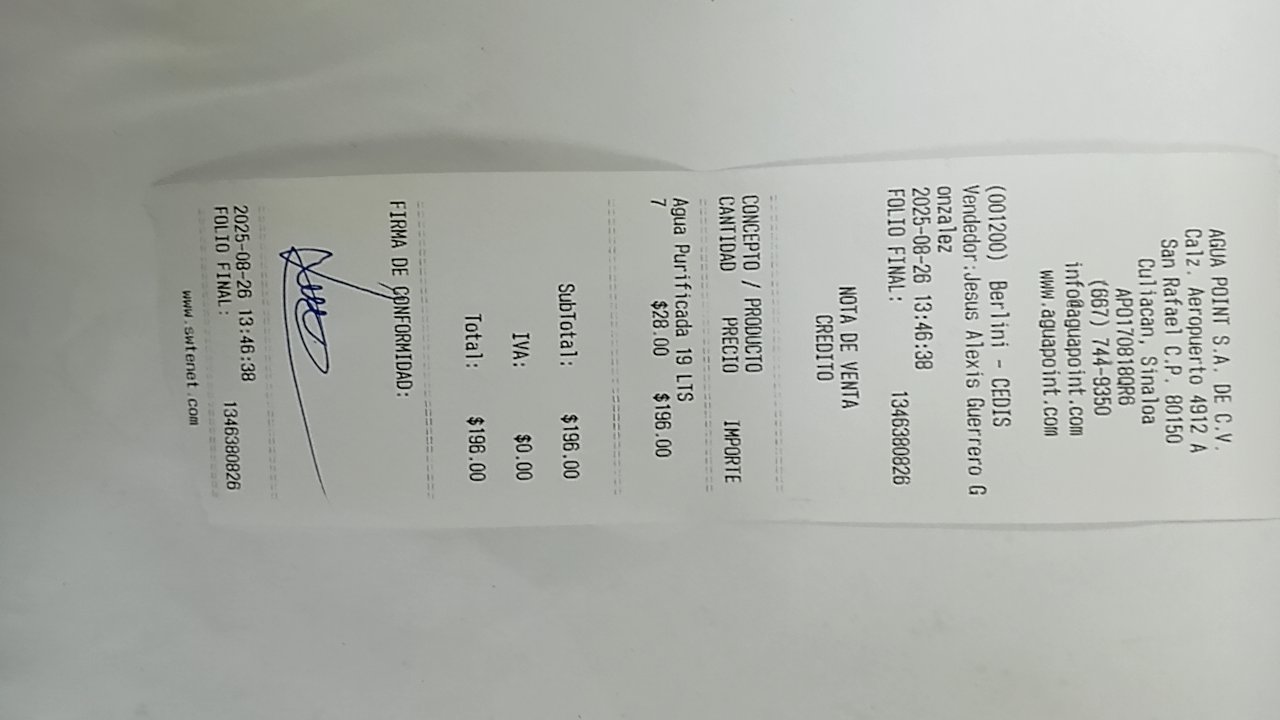 AGUA POINT S.A. DE C.V.
Calz. Aeropuerto 4912 A
San Rafael C.P. 80150
Culiacan, Sinaloa
APO170818QR6
(667) 744-9350
info@aguapoint.com
www.aguapoint.com
(001200) Berlini - CEDIS
Vendedor:Jesus Alexis Guerrero G
onzalez
2025-08-26 13:46:38
FOLIO FINAL: 1346380826
NOTA DE VENTA
CREDITO
CONCEPTO / PRODUCTO
CANTIDAD PRECIO IMPORTE
Agua Purificada 19 LTS
7 $28.00 $196.00
SubTotal: $196.00
IVA: $0.00
Total: $196.00
FIRMA DE CONFORMIDAD:
2025-08-26 13:46:38
FOLIO FINAL: 1346380826
www.swtenet.com